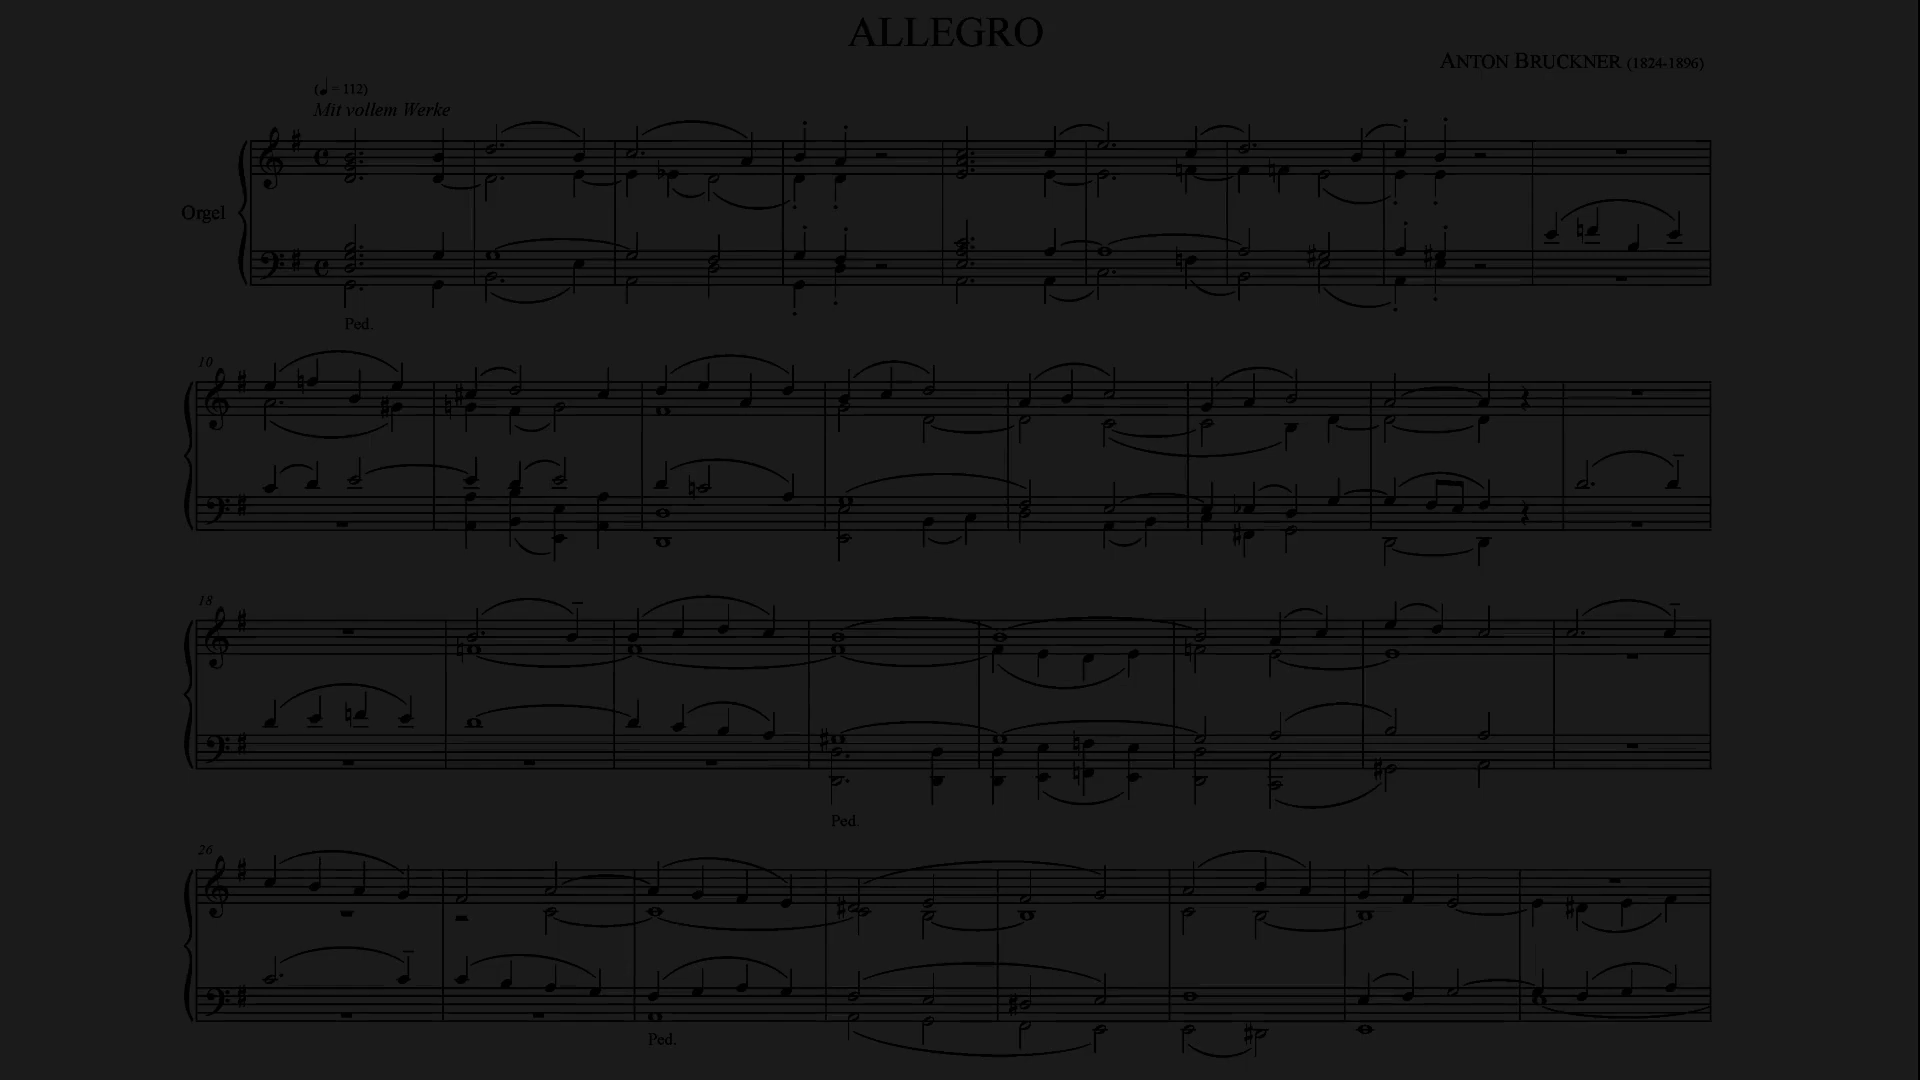 ALLEGRO
ANTON BRUCKNER (1824-1896)
(♩ = 112)
Mit vollem Werke
Orgel
Ped.
10
18
Ped.
26
Ped.